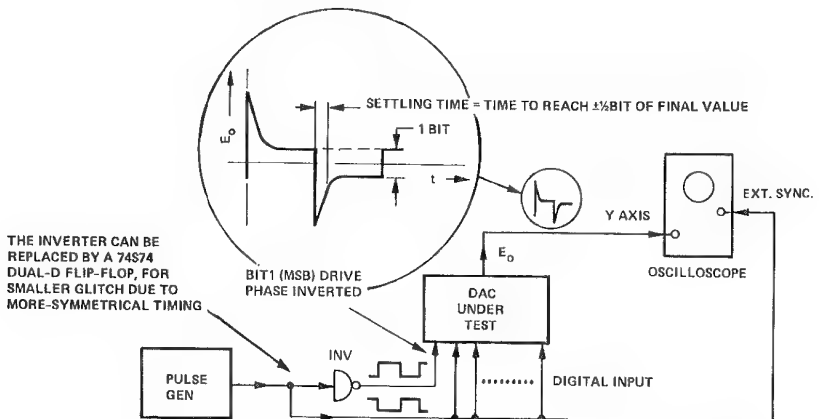 E₀
SETTLING TIME = TIME TO REACH ±½BIT OF FINAL VALUE
1 BIT
t
EXT. SYNC.
Y AXIS
E₀
OSCILLOSCOPE
THE INVERTER CAN BE
REPLACED BY A 74S74
DUAL-D FLIP-FLOP, FOR
SMALLER GLITCH DUE TO
MORE-SYMMETRICAL TIMING
BIT1 (MSB) DRIVE
PHASE INVERTED
DAC
UNDER
TEST
INV
PULSE
GEN
DIGITAL INPUT